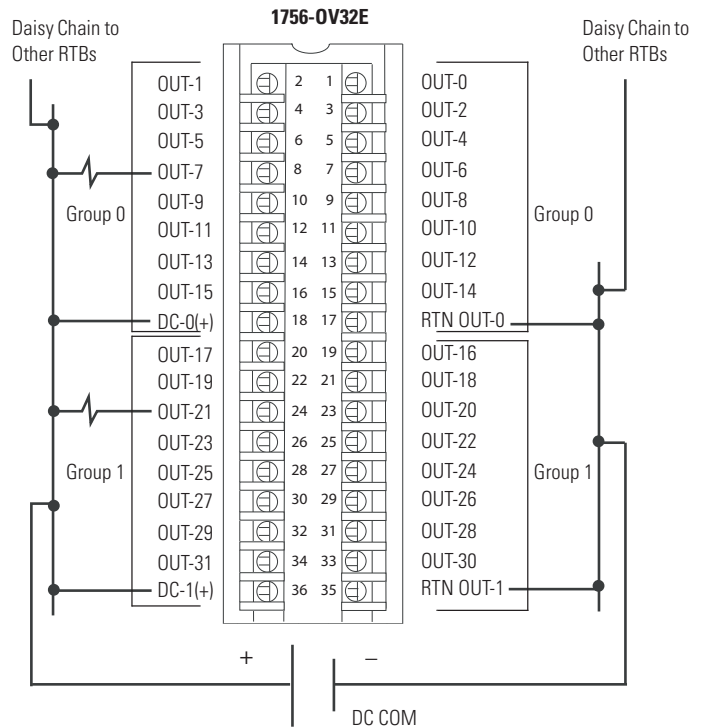 1756-OV32E
Daisy Chain to
Other RTBs
Daisy Chain to
Other RTBs
OUT-1 2 1 OUT-0
OUT-3 4 3 OUT-2
OUT-5 6 5 OUT-4
OUT-7 8 7 OUT-6
OUT-9 10 9 OUT-8
Group 0
Group 0
OUT-11 12 11 OUT-10
OUT-13 14 13 OUT-12
OUT-15 16 15 OUT-14
DC-0(+) 18 17 RTN OUT-0
OUT-17 20 19 OUT-16
OUT-19 22 21 OUT-18
OUT-21 24 23 OUT-20
OUT-23 26 25 OUT-22
Group 1 OUT-25 28 27 OUT-24 Group 1
OUT-27 30 29 OUT-26
OUT-29 32 31 OUT-28
OUT-31 34 33 OUT-30
DC-1(+) 36 35 RTN OUT-1
+ –
DC COM